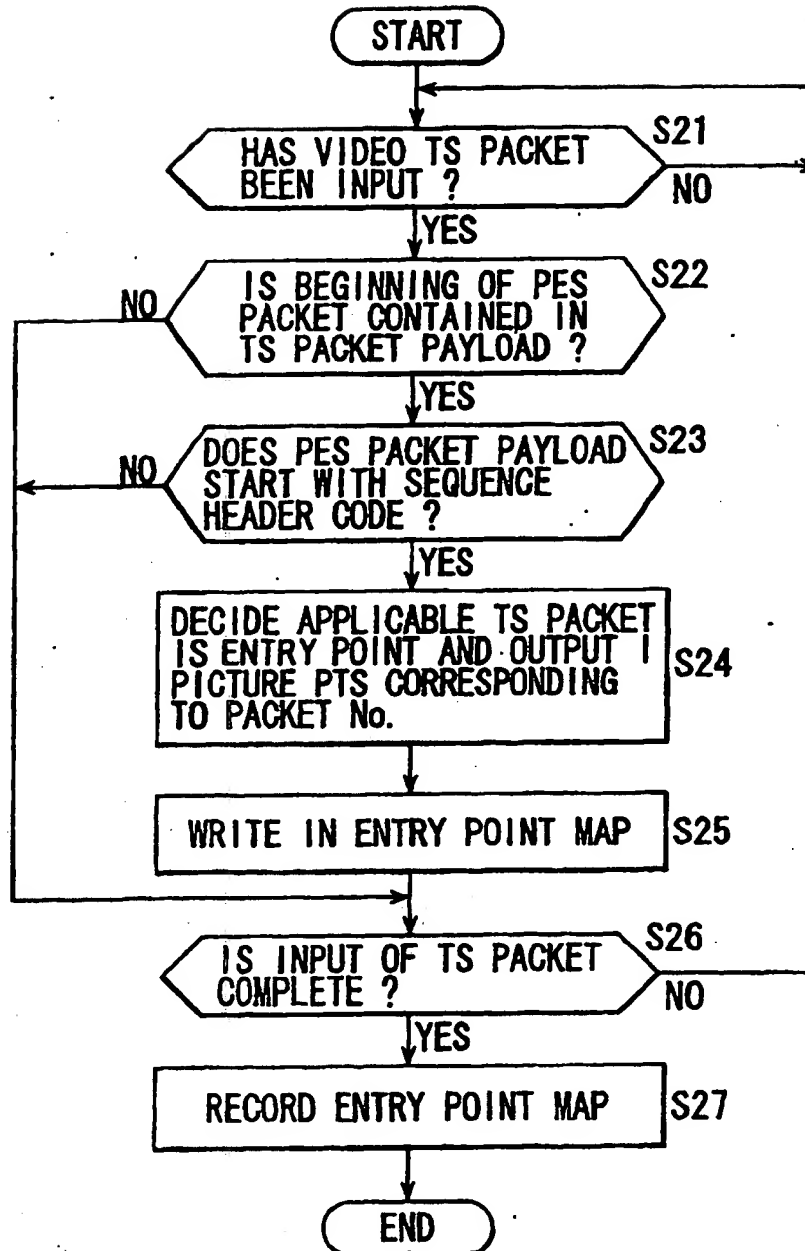 START
S21
HAS VIDEO TS PACKET
BEEN INPUT ?
NO
YES
S22
NO
IS BEGINNING OF PES
PACKET CONTAINED IN
TS PACKET PAYLOAD ?
YES
S23
NO
DOES PES PACKET PAYLOAD
START WITH SEQUENCE
HEADER CODE ?
YES
DECIDE APPLICABLE TS PACKET
IS ENTRY POINT AND OUTPUT I
PICTURE PTS CORRESPONDING
TO PACKET No.
S24
WRITE IN ENTRY POINT MAP
S25
S26
IS INPUT OF TS PACKET
COMPLETE ?
NO
YES
RECORD ENTRY POINT MAP
S27
END